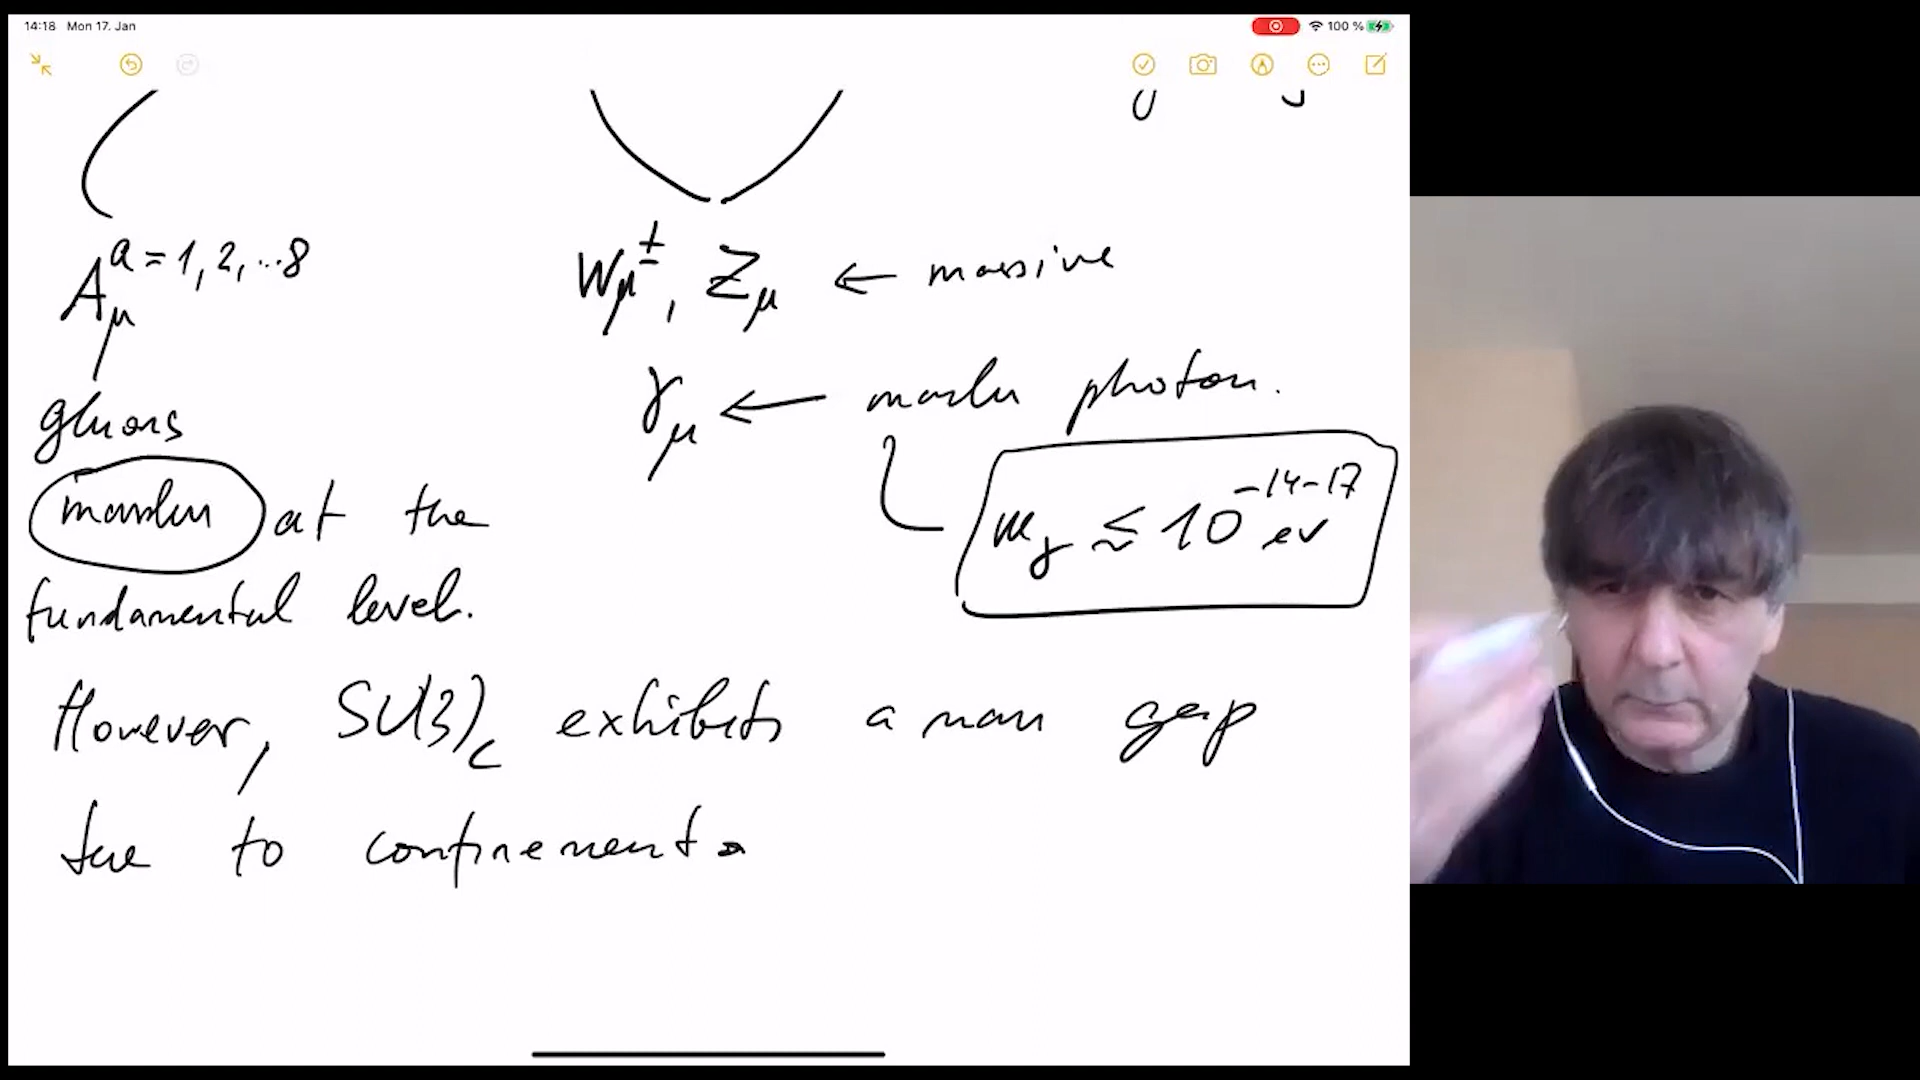 14:18 Mon 17. Jan
100 %
A_μ^{a = 1, 2, ...8}
W_μ^±, Z_μ ← massive
γ_μ ← massless photon.
gluons
m_γ ≲ 10^{-14-17} eV
massless at the
fundamental level.
However, SU(3)_c exhibits a mass gap
due to confinement.